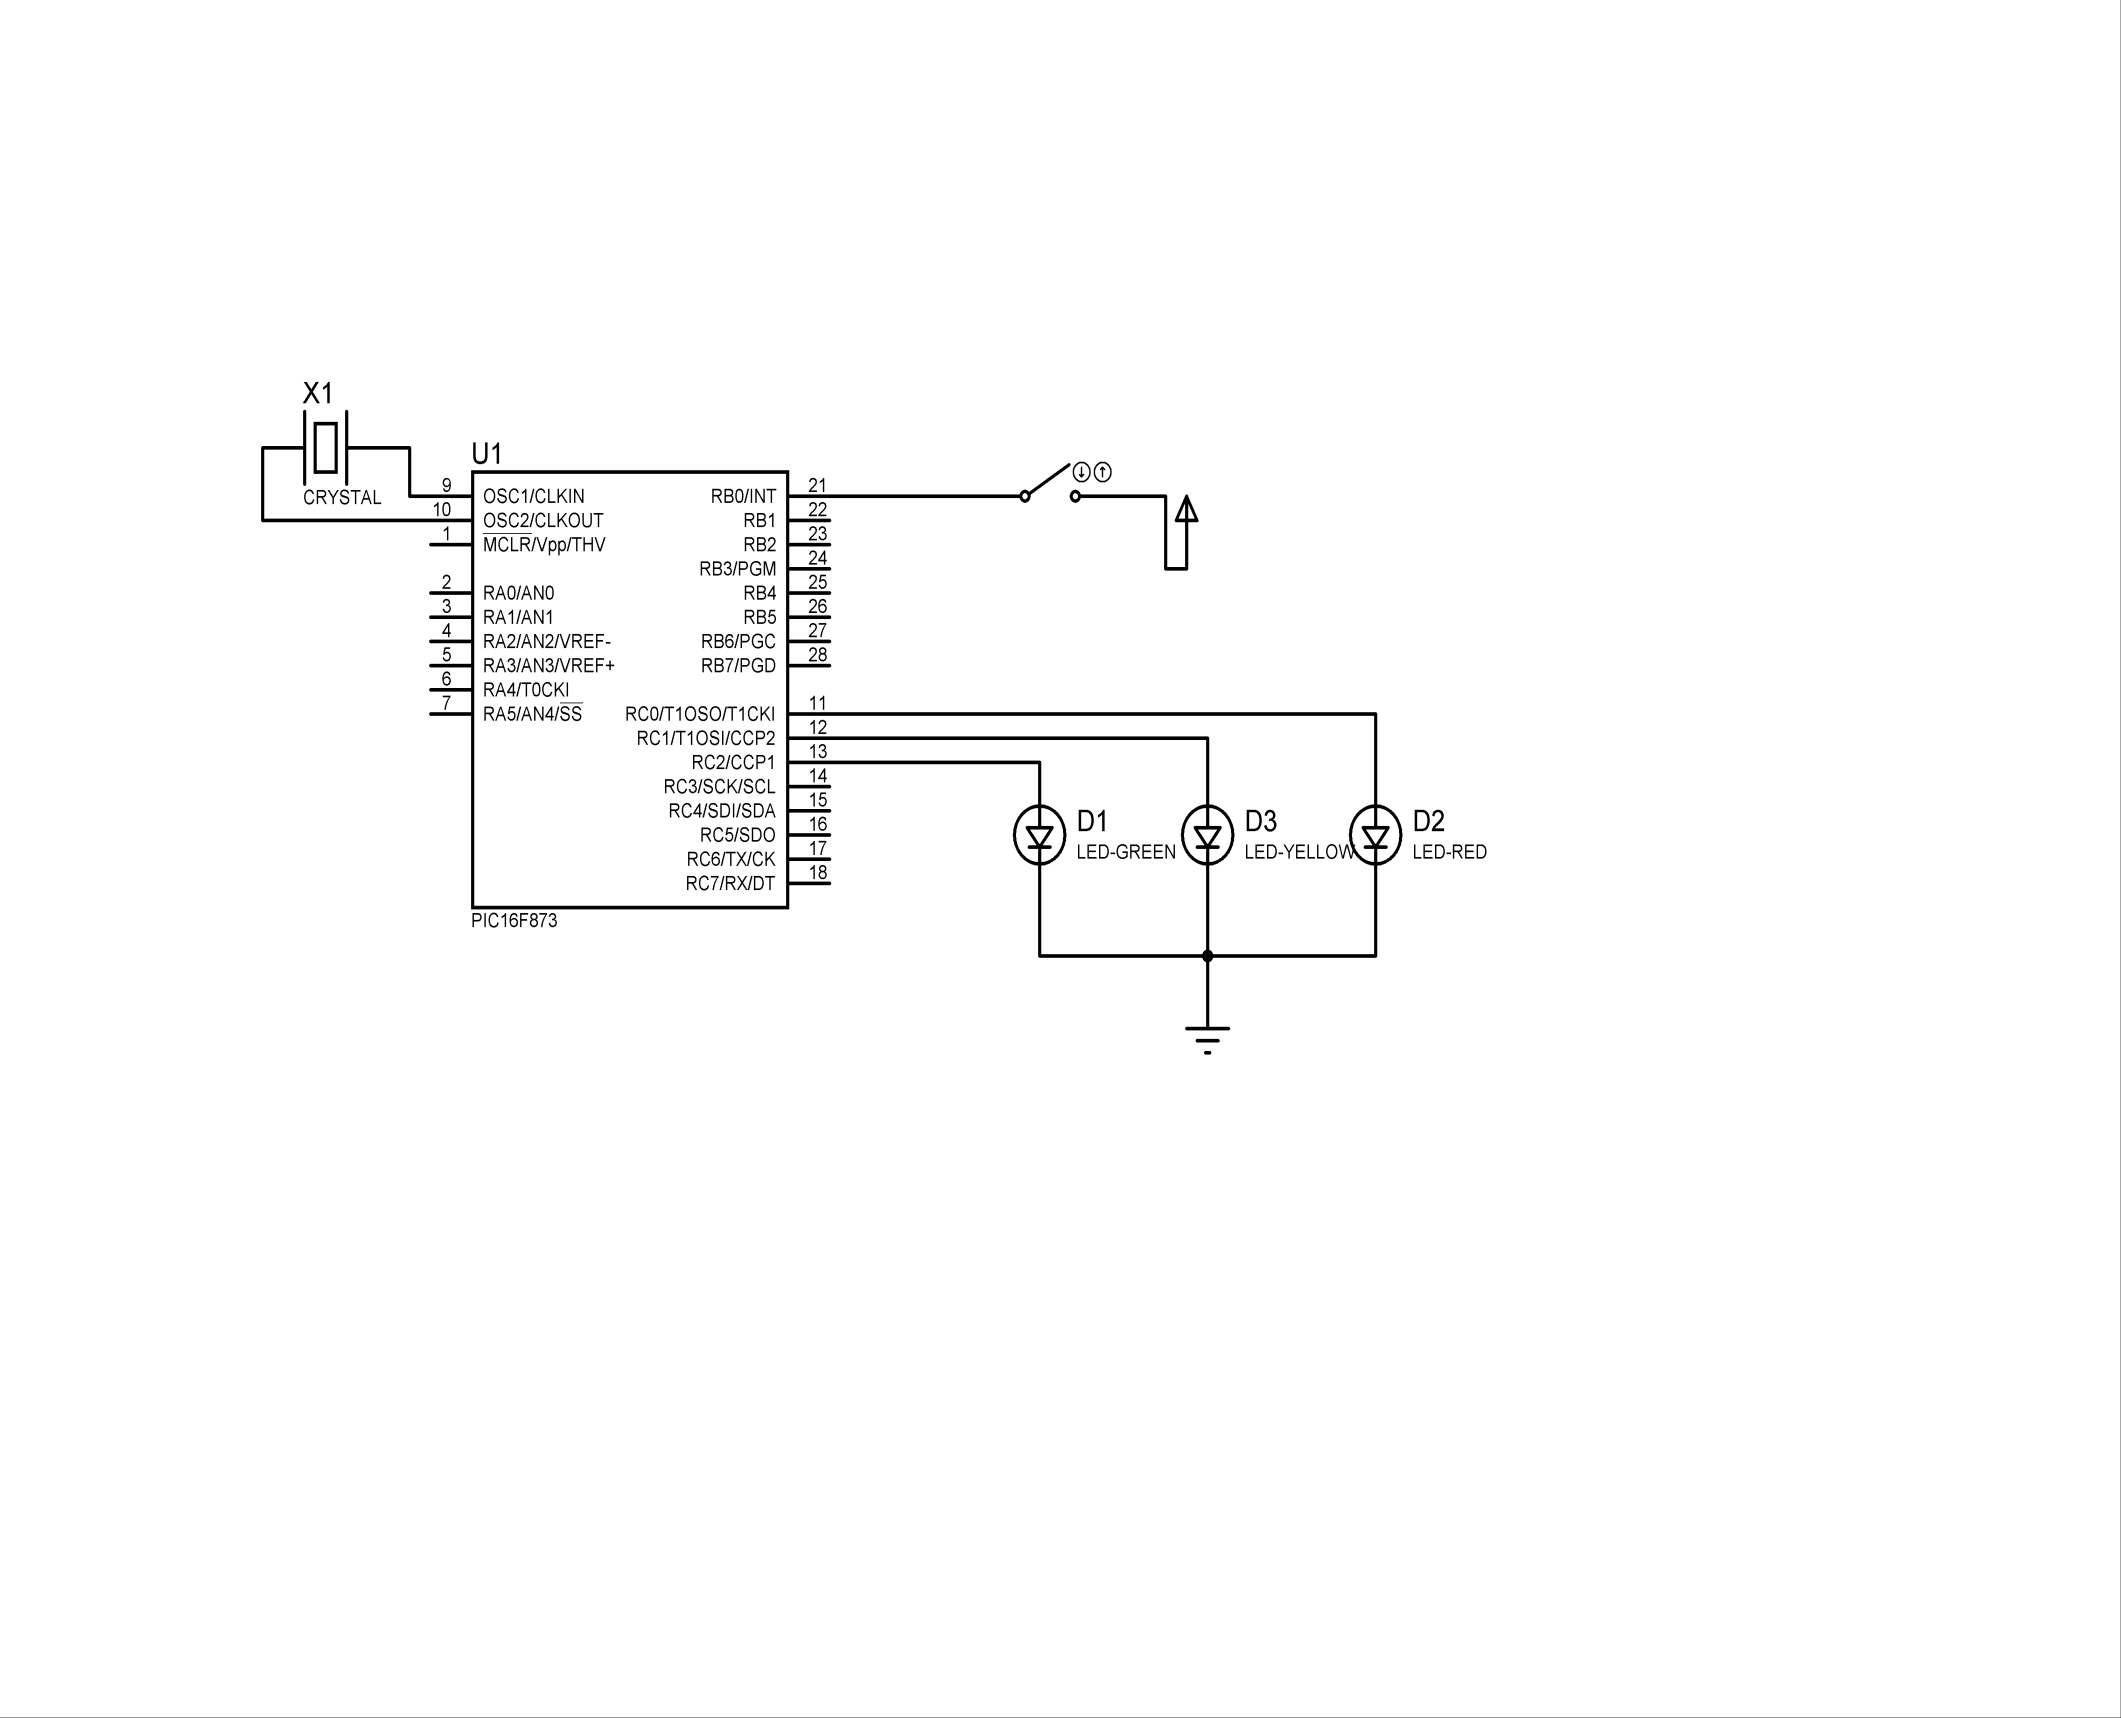 X1
CRYSTAL
U1
9 OSC1/CLKIN
10 OSC2/CLKOUT
1 MCLR/Vpp/THV
2 RA0/AN0
3 RA1/AN1
4 RA2/AN2/VREF-
5 RA3/AN3/VREF+
6 RA4/T0CKI
7 RA5/AN4/SS
RB0/INT 21
RB1 22
RB2 23
RB3/PGM 24
RB4 25
RB5 26
RB6/PGC 27
RB7/PGD 28
RC0/T1OSO/T1CKI 11
RC1/T1OSI/CCP2 12
RC2/CCP1 13
RC3/SCK/SCL 14
RC4/SDI/SDA 15
RC5/SDO 16
RC6/TX/CK 17
RC7/RX/DT 18
PIC16F873
D1
LED-GREEN
D3
LED-YELLOW
D2
LED-RED